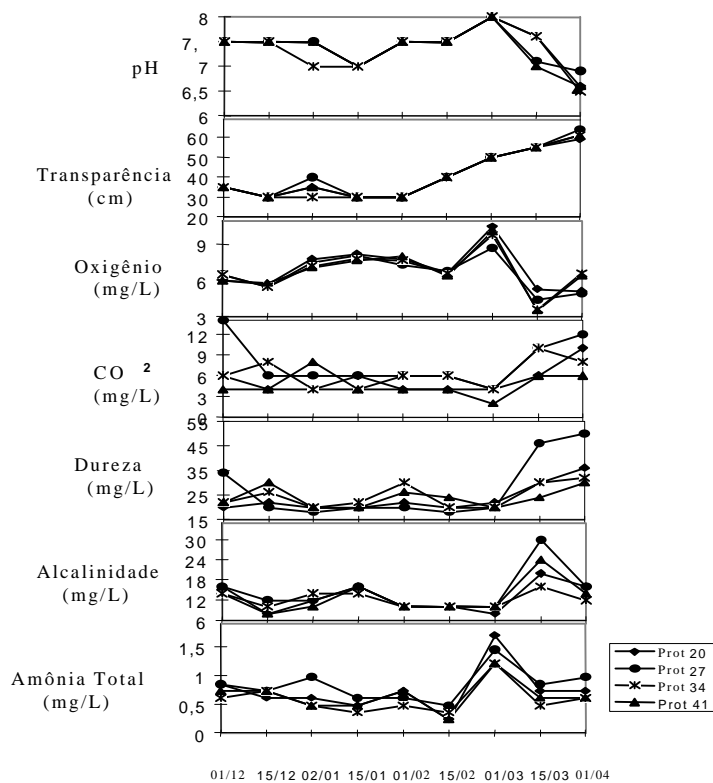 8
7,
7
6,5
6
pH
60
50
40
30
20
Transparência
(cm)
9
6
3
Oxigênio
(mg/L)
12
9
6
3
0
CO 2
(mg/L)
55
45
35
25
15
Dureza
(mg/L)
30
24
18
12
6
Alcalinidade
(mg/L)
1,5
1
0,5
0
Amônia Total
(mg/L)
Prot 20
Prot 27
Prot 34
Prot 41
01/12 15/12 02/01 15/01 01/02 15/02 01/03 15/03 01/04